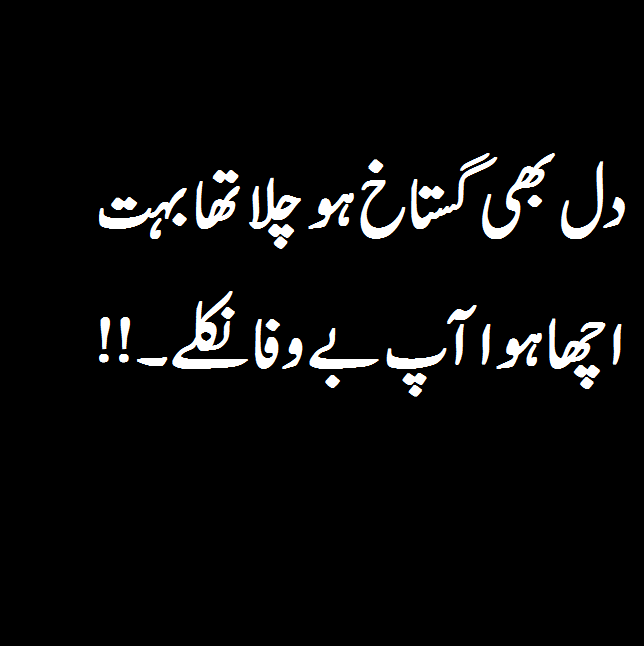 دل بھی گستاخ ہو چلا تھا بہت
اچھا ہوا آپ بے وفا نکلے۔!!